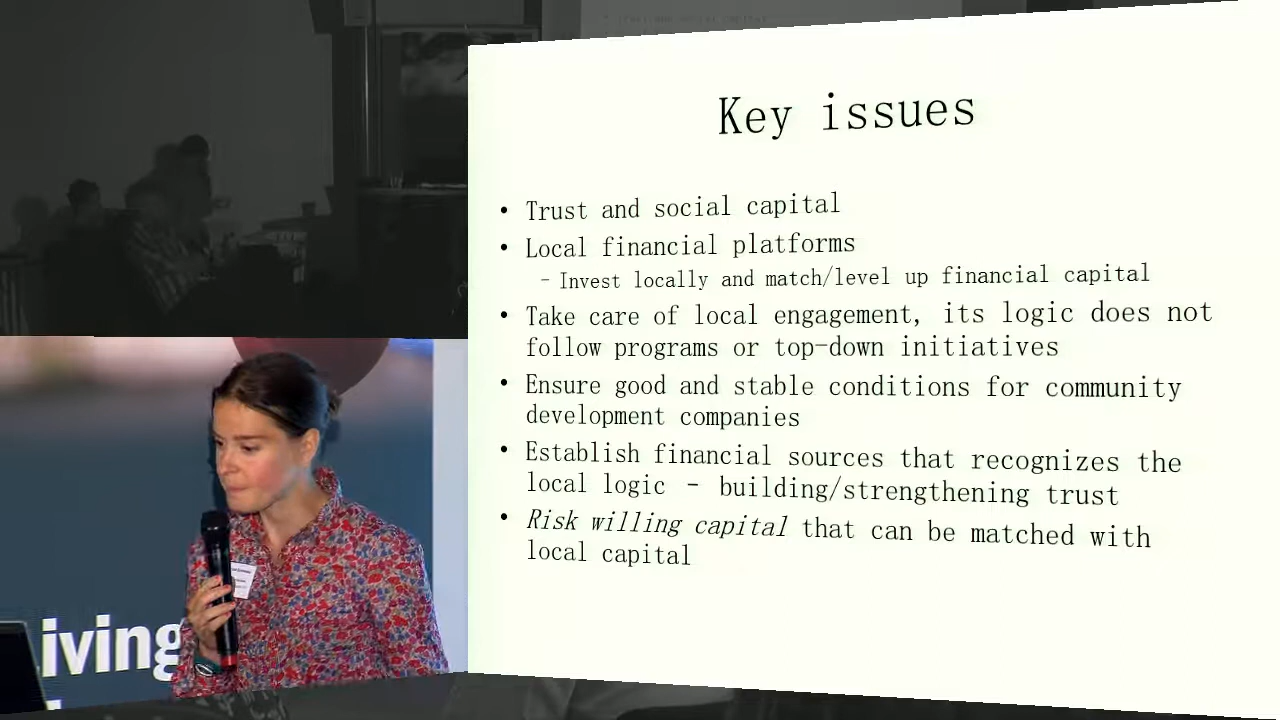 Key issues
• Trust and social capital
• Local financial platforms
– Invest locally and match/level up financial capital
• Take care of local engagement, its logic does not
follow programs or top-down initiatives
• Ensure good and stable conditions for community
development companies
• Establish financial sources that recognizes the
local logic – building/strengthening trust
• Risk willing capital that can be matched with
local capital
iving